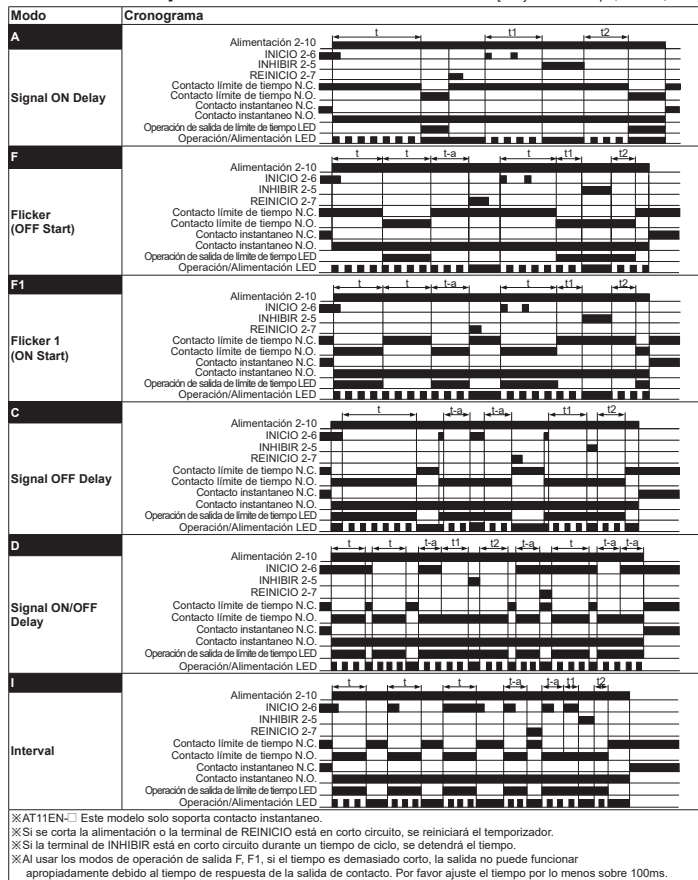 Modo Cronograma
A
Signal ON Delay
t t1 t2
Alimentación 2-10
INICIO 2-6
INHIBIR 2-5
REINICIO 2-7
Contacto límite de tiempo N.C.
Contacto límite de tiempo N.O.
Contacto instantaneo N.C.
Contacto instantaneo N.O.
Operación de salida de límite de tiempo LED
Operación/Alimentación LED
F
Flicker
(OFF Start)
t t t-a t t1 t2
Alimentación 2-10
INICIO 2-6
INHIBIR 2-5
REINICIO 2-7
Contacto límite de tiempo N.C.
Contacto límite de tiempo N.O.
Contacto instantaneo N.C.
Contacto instantaneo N.O.
Operación de salida de límite de tiempo LED
Operación/Alimentación LED
F1
Flicker 1
(ON Start)
t t t-a t t1 t2
Alimentación 2-10
INICIO 2-6
INHIBIR 2-5
REINICIO 2-7
Contacto límite de tiempo N.C.
Contacto límite de tiempo N.O.
Contacto instantaneo N.C.
Contacto instantaneo N.O.
Operación de salida de límite de tiempo LED
Operación/Alimentación LED
C
Signal OFF Delay
t t-a t-a t1 t2
Alimentación 2-10
INICIO 2-6
INHIBIR 2-5
REINICIO 2-7
Contacto límite de tiempo N.C.
Contacto límite de tiempo N.O.
Contacto instantaneo N.C.
Contacto instantaneo N.O.
Operación de salida de límite de tiempo LED
Operación/Alimentación LED
D
Signal ON/OFF
Delay
t t t-a t1 t2 t-a t t-a t-a
Alimentación 2-10
INICIO 2-6
INHIBIR 2-5
REINICIO 2-7
Contacto límite de tiempo N.C.
Contacto límite de tiempo N.O.
Contacto instantaneo N.C.
Contacto instantaneo N.O.
Operación de salida de límite de tiempo LED
Operación/Alimentación LED
I
Interval
t t t t-a t-a t1 t2
Alimentación 2-10
INICIO 2-6
INHIBIR 2-5
REINICIO 2-7
Contacto límite de tiempo N.C.
Contacto límite de tiempo N.O.
Contacto instantaneo N.C.
Contacto instantaneo N.O.
Operación de salida de límite de tiempo LED
Operación/Alimentación LED
※AT11EN-□ Este modelo solo soporta contacto instantaneo.
※Si se corta la alimentación o la terminal de REINICIO está en corto circuito, se reiniciará el temporizador.
※Si la terminal de INHIBIR está en corto circuito durante un tiempo de ciclo, se detendrá el tiempo.
※Al usar los modos de operación de salida F, F1, si el tiempo es demasiado corto, la salida no puede funcionar
apropiadamente debido al tiempo de respuesta de la salida de contacto. Por favor ajuste el tiempo por lo menos sobre 100ms.